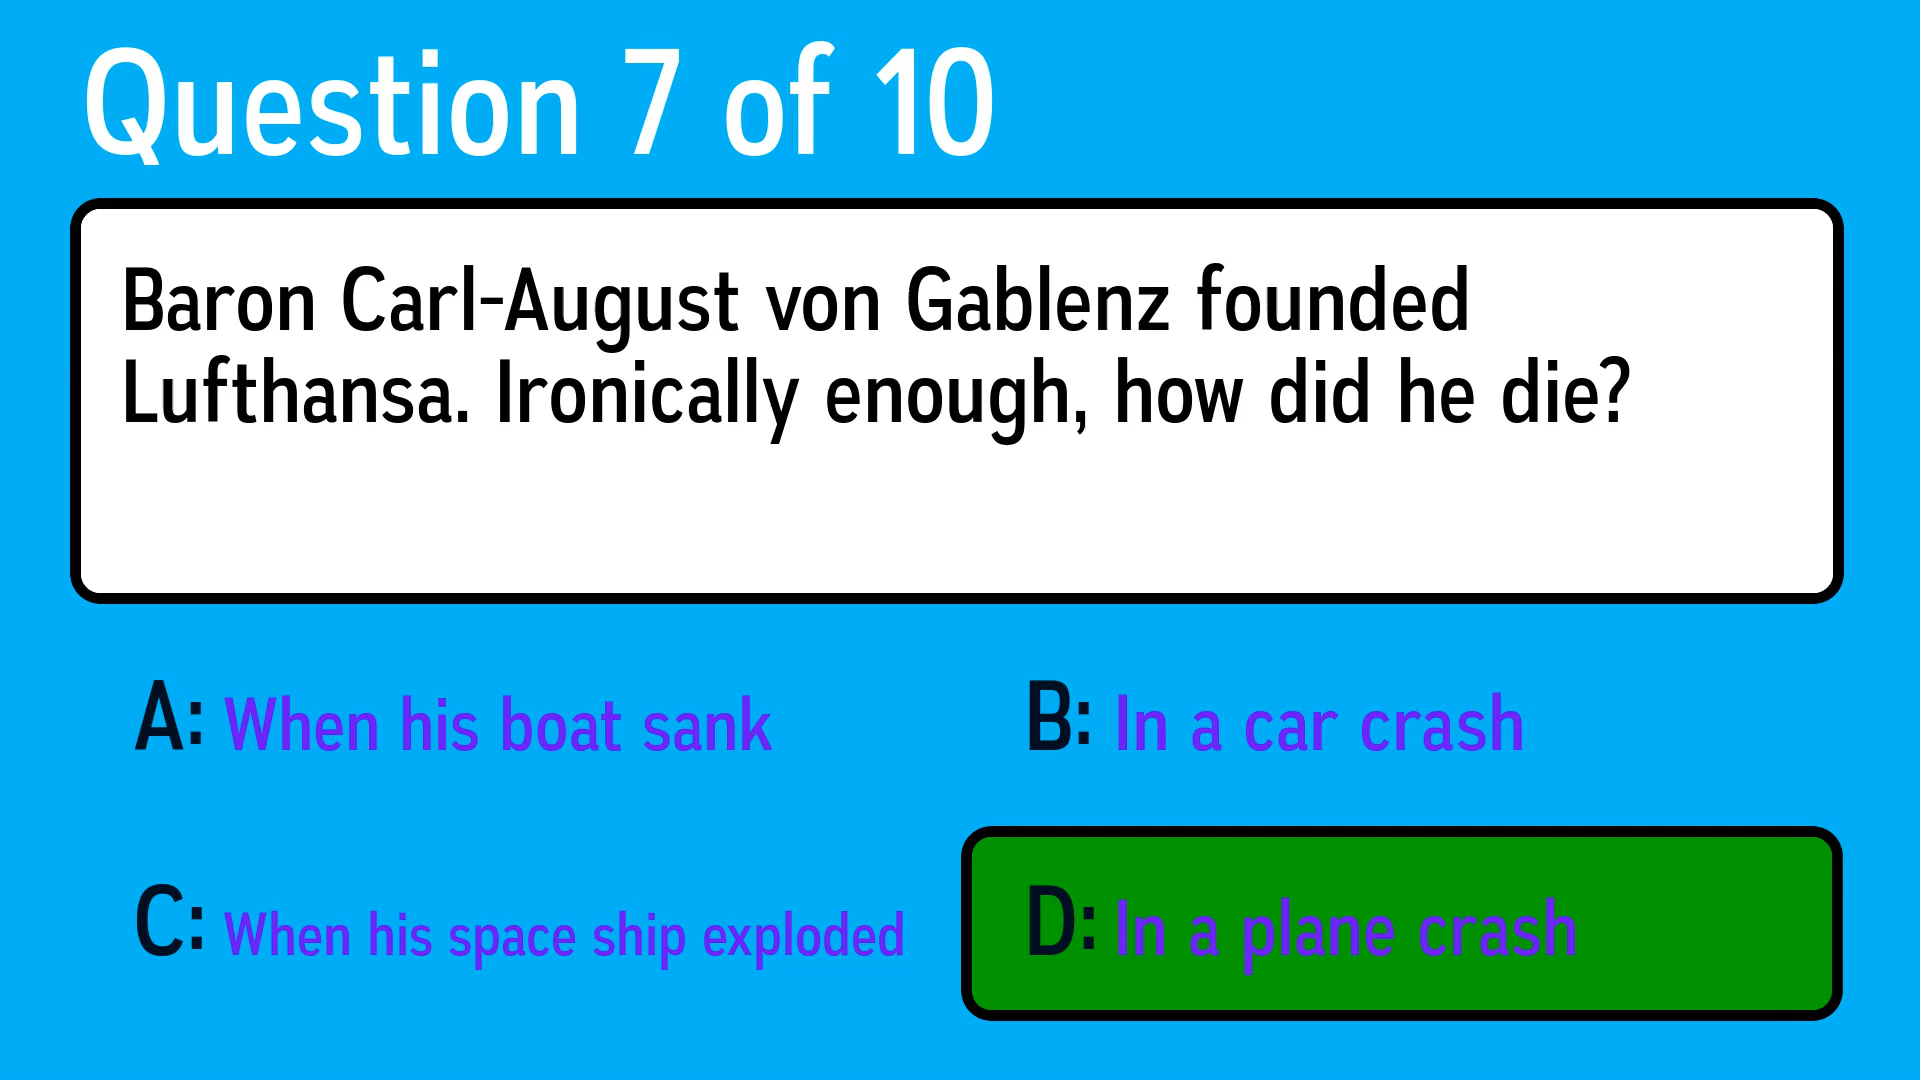 Question 7 of 10
Baron Carl-August von Gablenz founded
Lufthansa. Ironically enough, how did he die?
A: When his boat sank
B: In a car crash
C: When his space ship exploded
D: In a plane crash